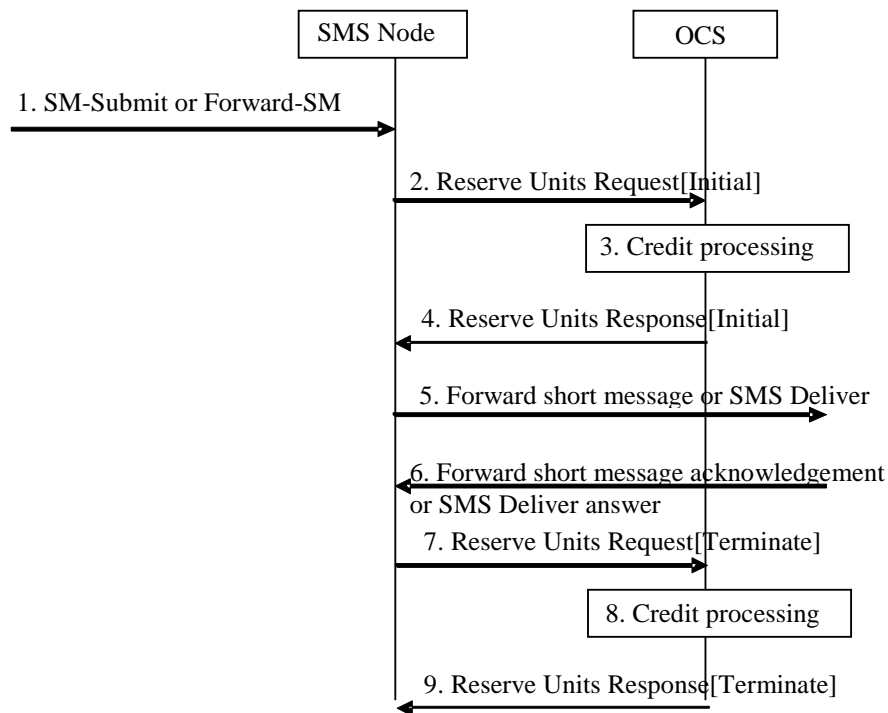 SMS Node
OCS
1. SM-Submit or Forward-SM
2. Reserve Units Request[Initial]
3. Credit processing
4. Reserve Units Response[Initial]
5. Forward short message or SMS Deliver
6. Forward short message acknowledgement
or SMS Deliver answer
7. Reserve Units Request[Terminate]
8. Credit processing
9. Reserve Units Response[Terminate]